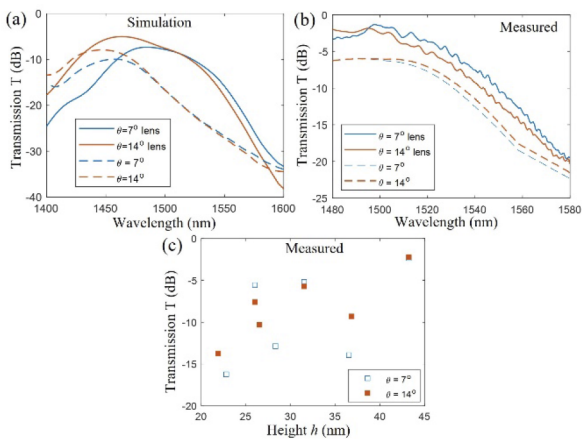 (a) Simulation
Transmission T (dB)
0
-10
-20
-30
-40
1400 1450 1500 1550 1600
Wavelength (nm)
θ=7° lens
θ=14° lens
θ = 7°
θ=14°
(b) Measured
Transmission T (dB)
0
-5
-10
-15
-20
-25
1480 1500 1520 1540 1560 1580
Wavelength (nm)
θ = 7° lens
θ = 14° lens
θ = 7°
θ = 14°
(c) Measured
Transmission T (dB)
0
-5
-10
-15
-20
20 25 30 35 40 45
Height h (nm)
θ = 7°
θ = 14°